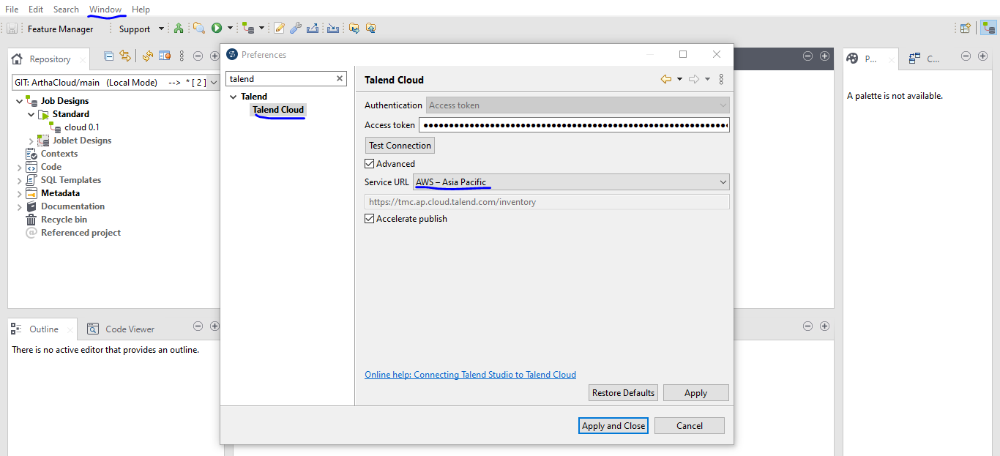 File Edit Search Window Help
Feature Manager Support
Repository
GIT: ArthaCloud/main (Local Mode) --> * [ 2 ]
Job Designs
Standard
cloud 0.1
Joblet Designs
Contexts
Code
SQL Templates
Metadata
Documentation
Recycle bin
Referenced project
Outline Code Viewer
There is no active editor that provides an outline.
Preferences
talend
Talend
Talend Cloud
Talend Cloud
Authentication Access token
Access token ●●●●●●●●●●●●●●●●●●●●●●●●●●●●●●●●●●●●●●●●●●●●●●●●●●●●●●●●●●●
Test Connection
Advanced
Service URL AWS – Asia Pacific
https://tmc.ap.cloud.talend.com/inventory
Accelerate publish
Online help: Connecting Talend Studio to Talend Cloud
Restore Defaults Apply
Apply and Close Cancel
P... C...
A palette is not available.